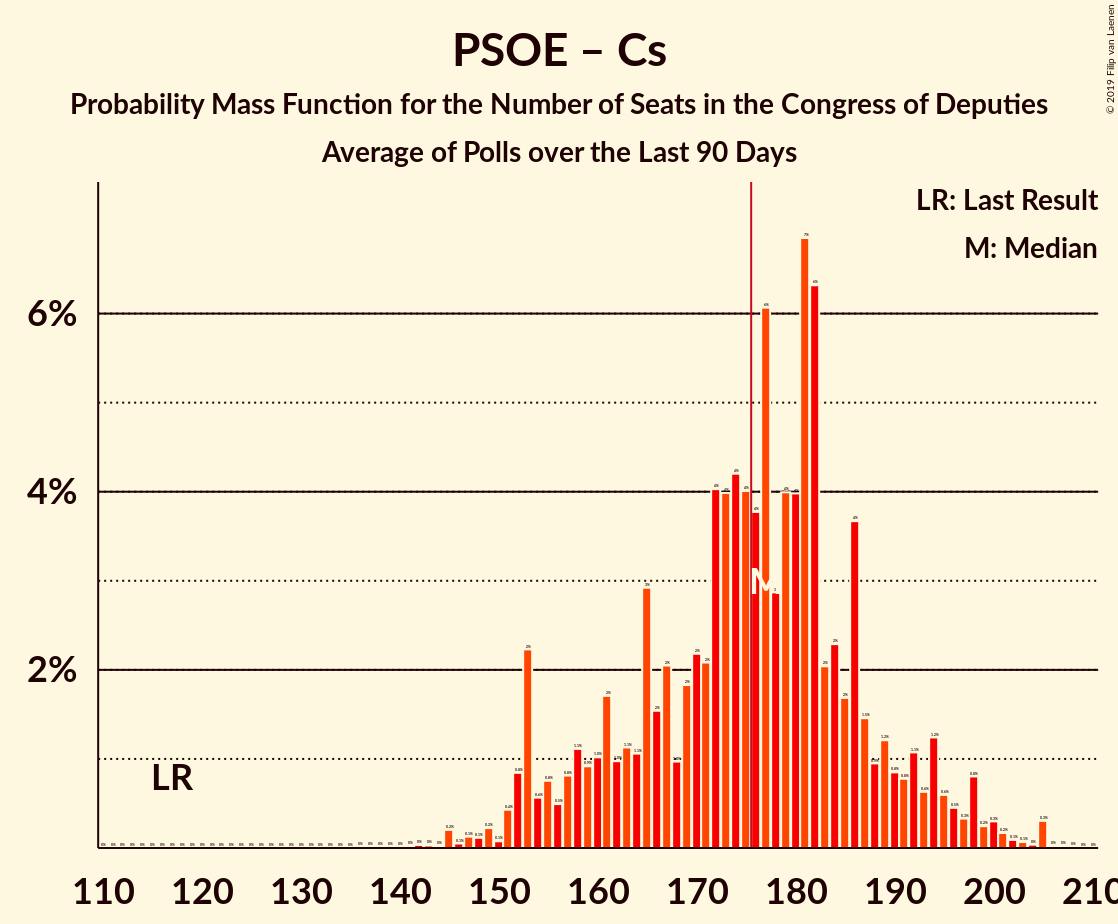 PSOE – Cs
Probability Mass Function for the Number of Seats in the Congress of Deputies
Average of Polls over the Last 90 Days
© 2019 Filip van Laenen
LR: Last Result
M: Median
6%
4%
2%
LR
M
110 120 130 140 150 160 170 180 190 200 210